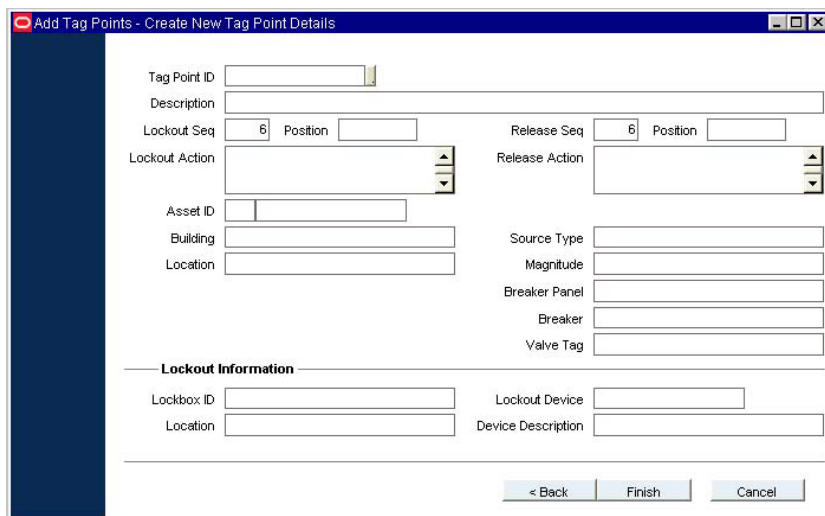 Add Tag Points - Create New Tag Point Details
Tag Point ID
Description
Lockout Seq 6 Position Release Seq 6 Position
Lockout Action Release Action
Asset ID
Building Source Type
Location Magnitude
Breaker Panel
Breaker
Valve Tag
Lockout Information
Lockbox ID Lockout Device
Location Device Description
< Back Finish Cancel